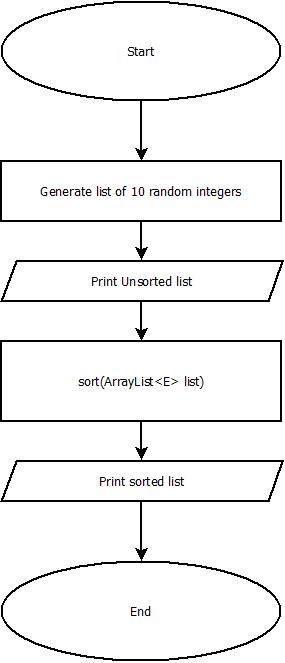 Start
Generate list of 10 random integers
Print Unsorted list
sort(ArrayList<E> list)
Print sorted list
End